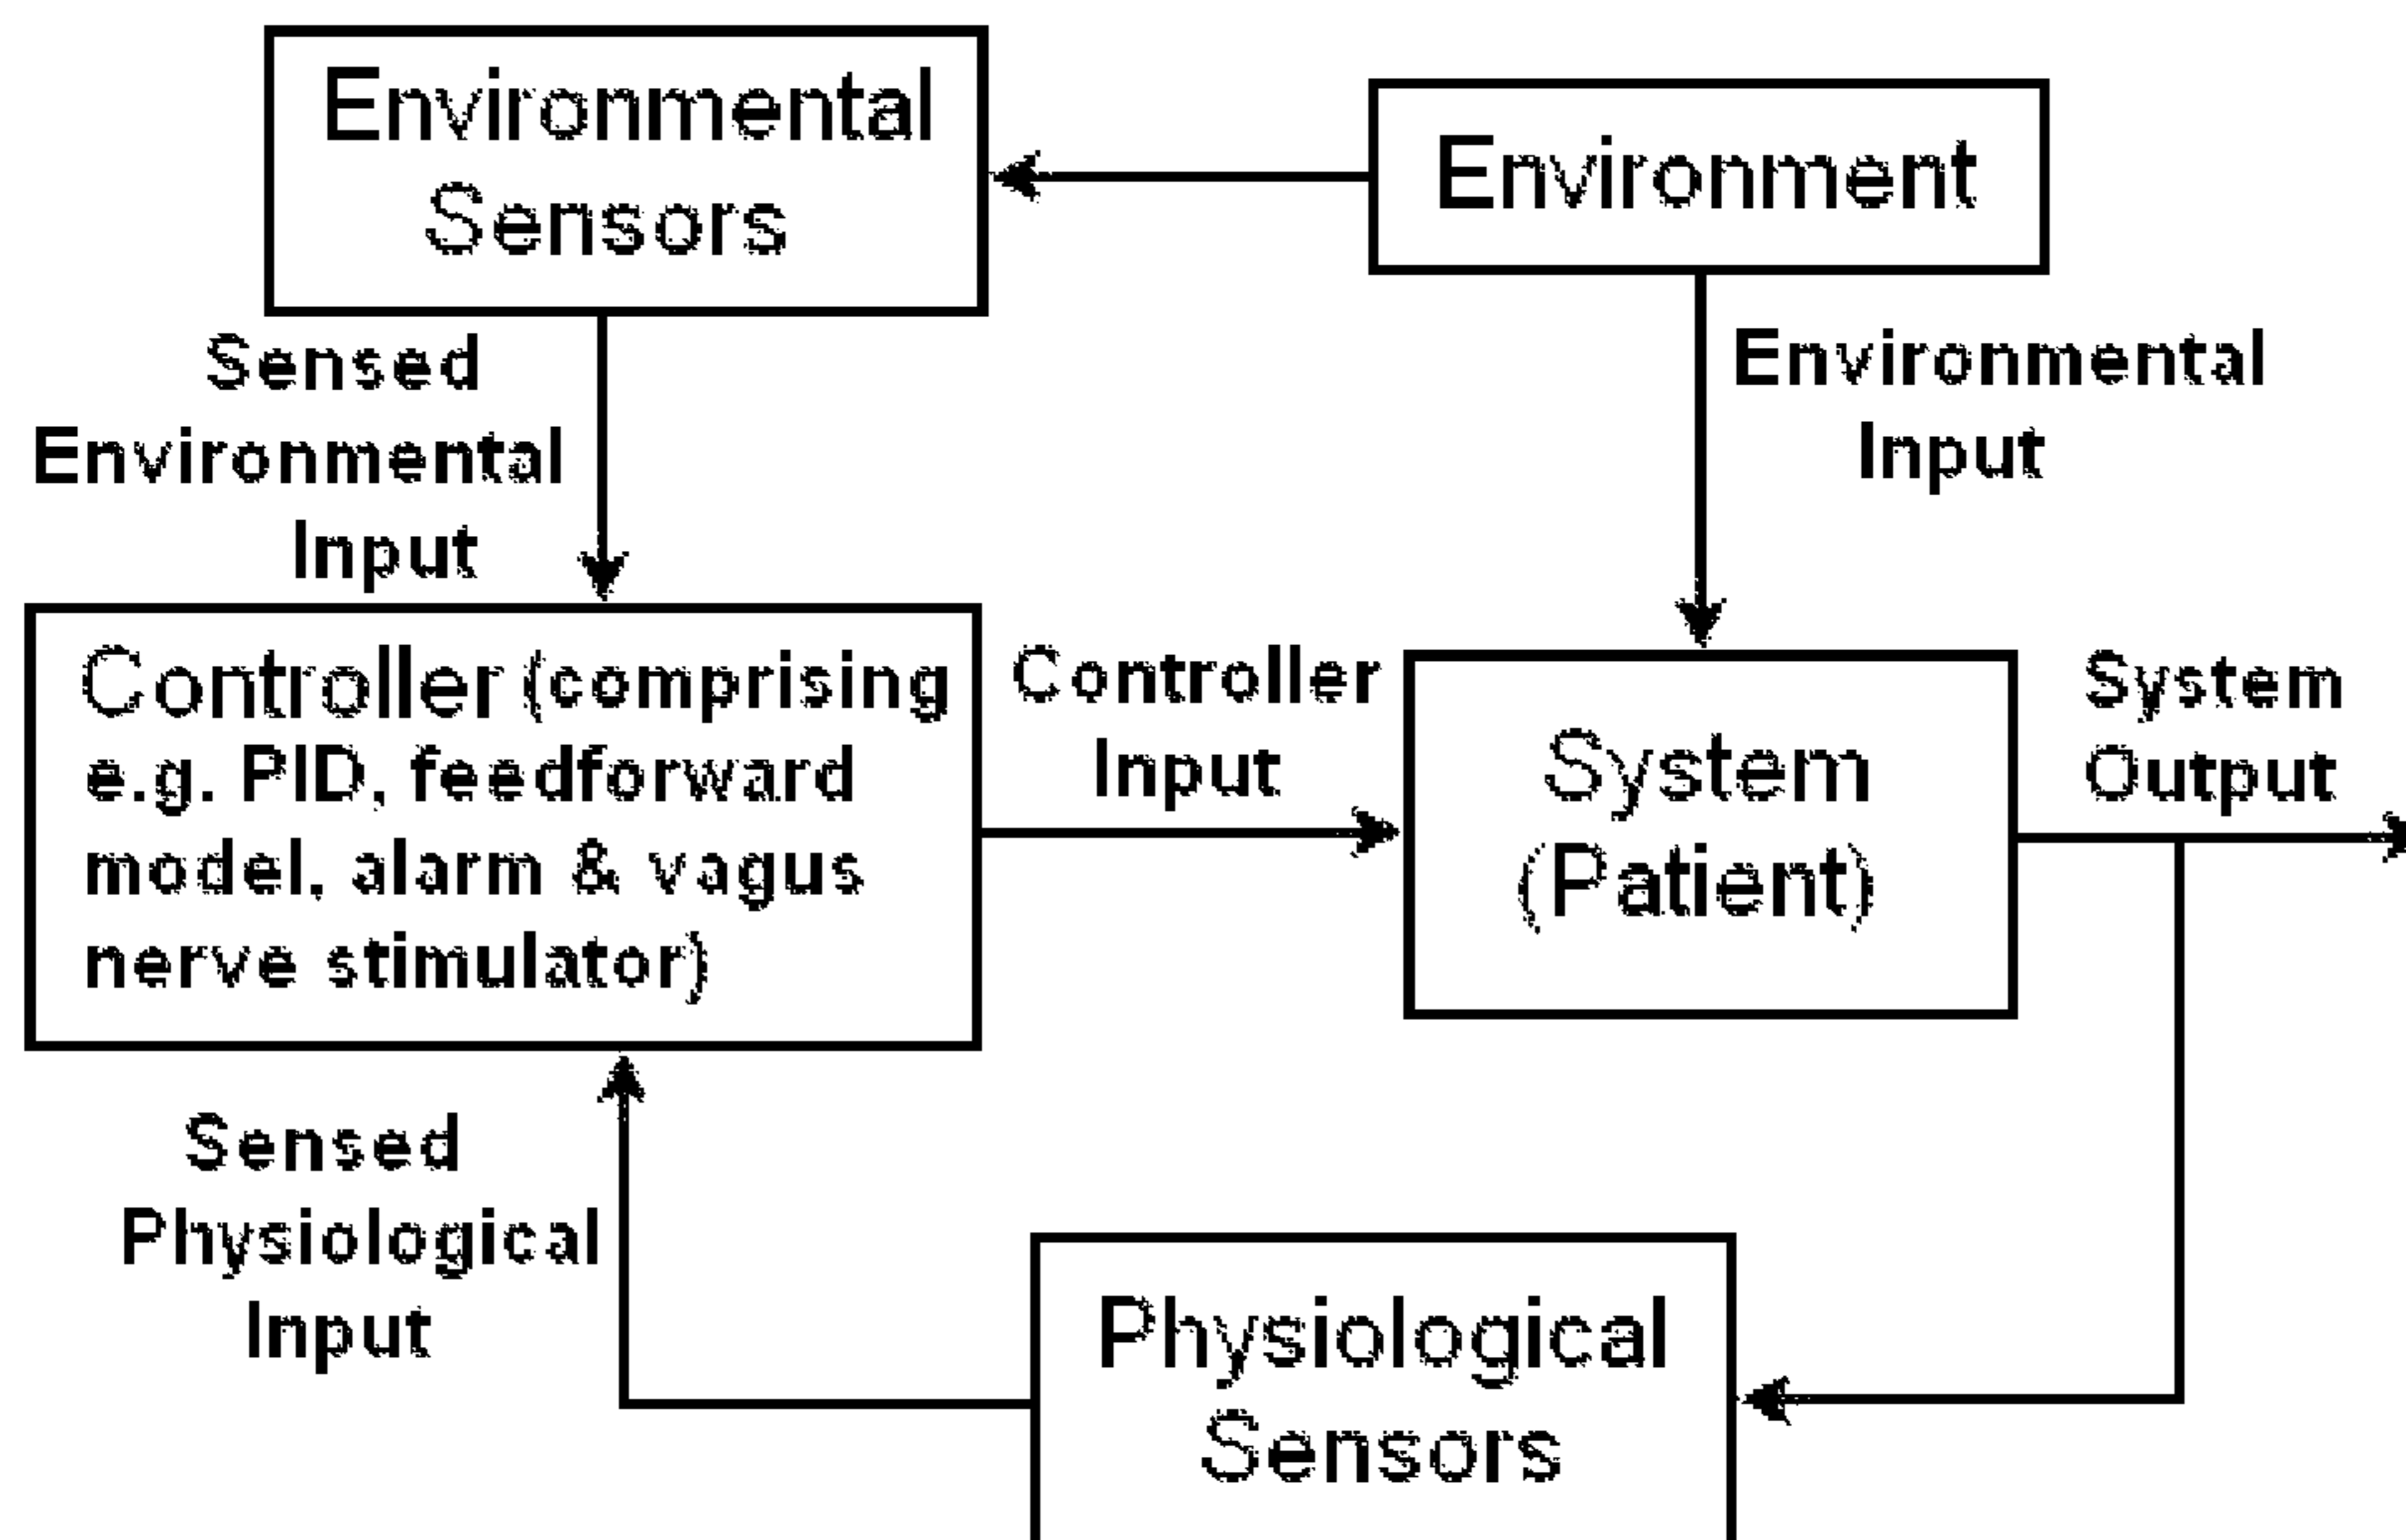 Environmental
Sensors
Environment
Sensed
Environmental
Input
Environmental
Input
Controller (comprising
e.g. PID, feedforward
model, alarm & vagus
nerve stimulator)
Controller
Input
System
(Patient)
System
Output
Sensed
Physiological
Input
Physiological
Sensors